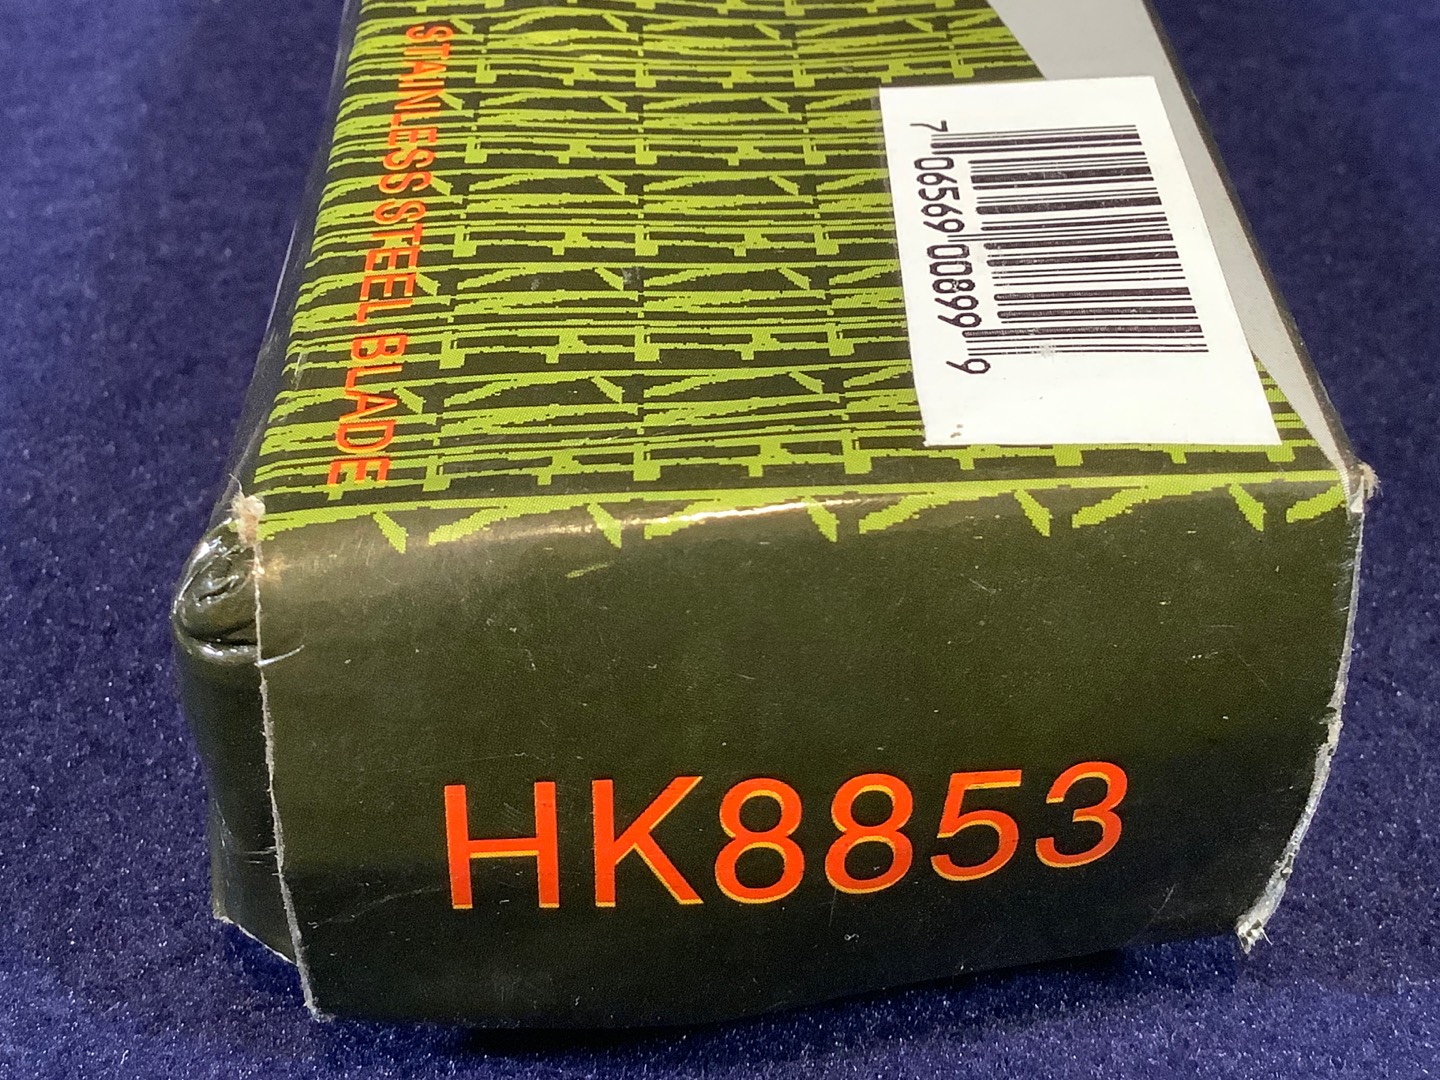 STAINLESS STEEL BLADE
7 06569 00899 9
HK8853